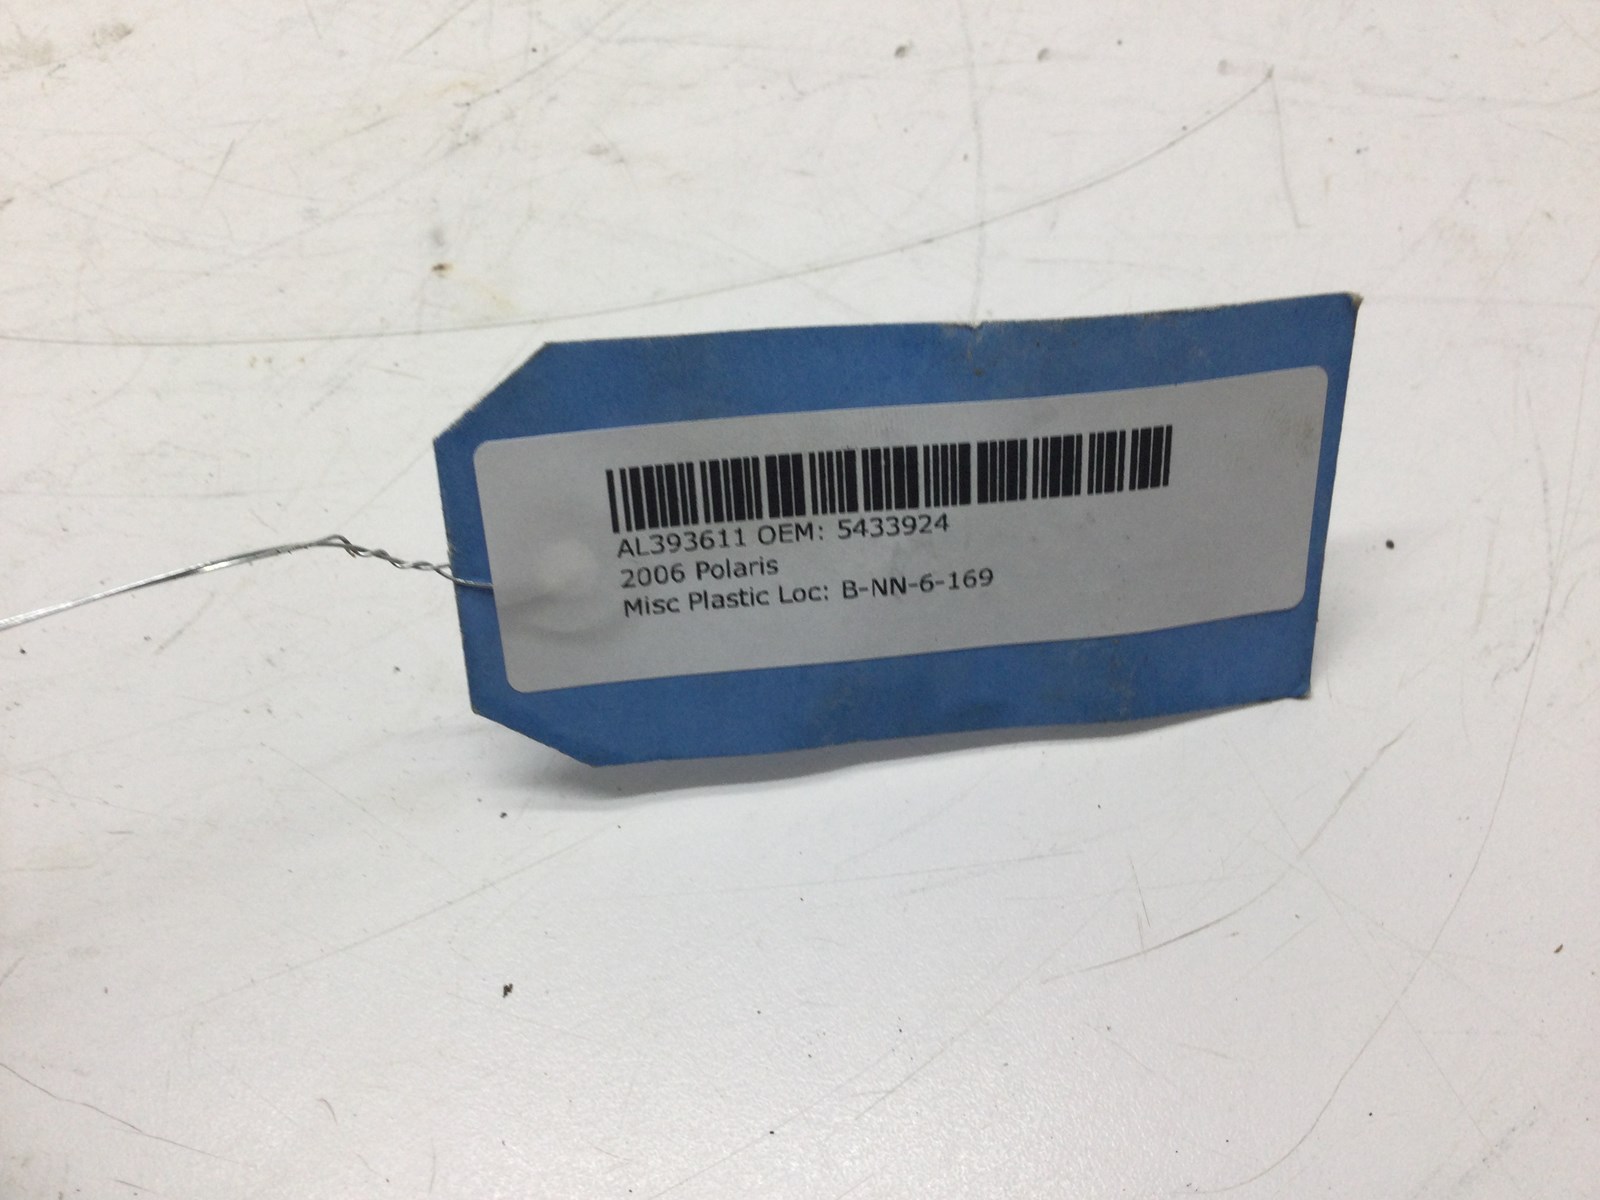 AL393611 OEM: 5433924
2006 Polaris
Misc Plastic Loc: B-NN-6-169